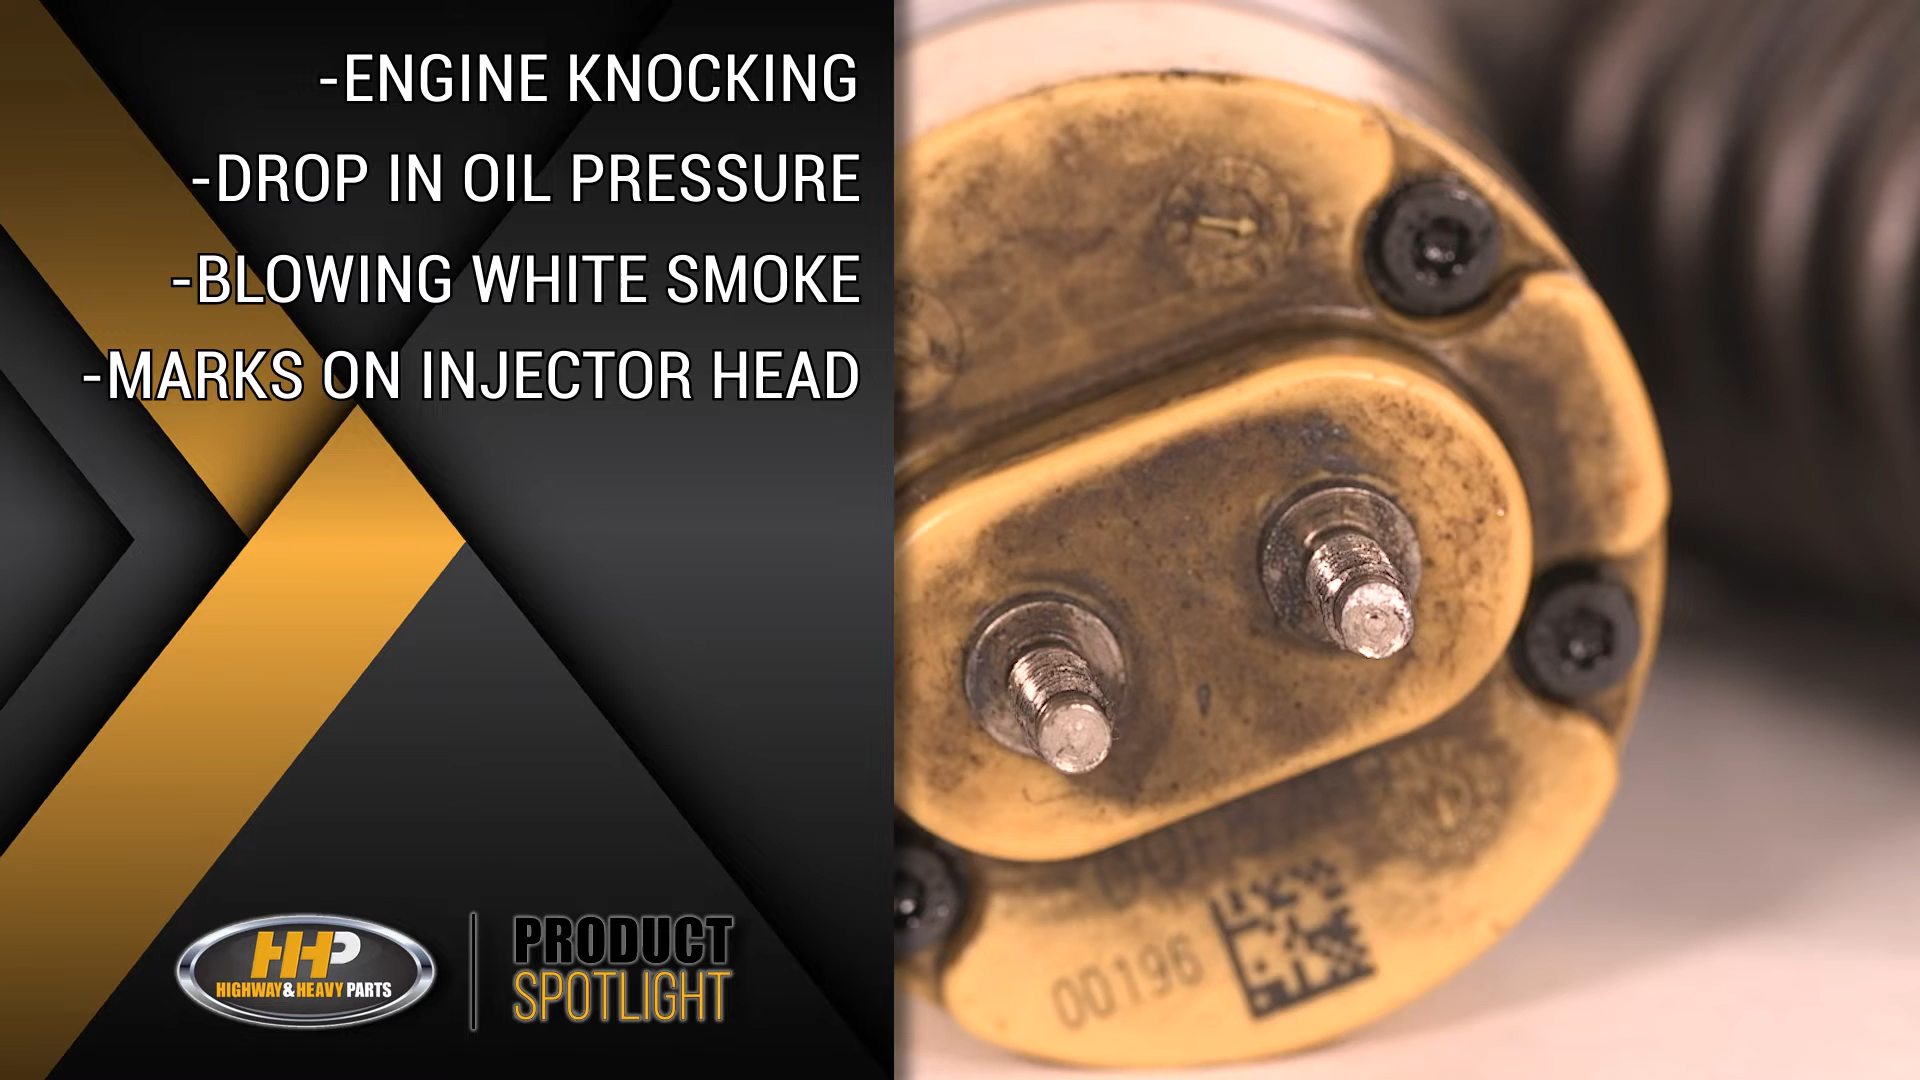 -ENGINE KNOCKING
-DROP IN OIL PRESSURE
-BLOWING WHITE SMOKE
-MARKS ON INJECTOR HEAD
HHP
HIGHWAY & HEAVY PARTS
PRODUCT
SPOTLIGHT
00196